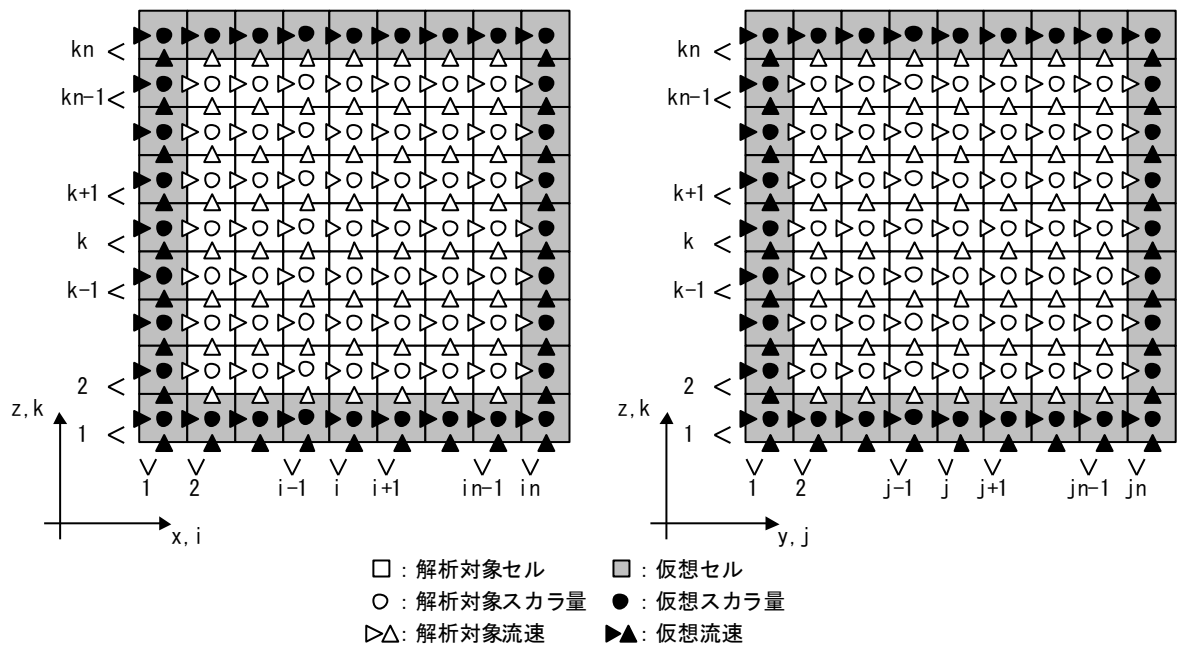 kn
kn-1
k+1
k
k-1
2
1
z,k
1 2 i-1 i i+1 in-1 in
x,i
kn
kn-1
k+1
k
k-1
2
1
z,k
1 2 j-1 j j+1 jn-1 jn
y,j
□：解析対象セル ■：仮想セル
○：解析対象スカラ量 ●：仮想スカラ量
▷△：解析対象流速 ▶▲：仮想流速